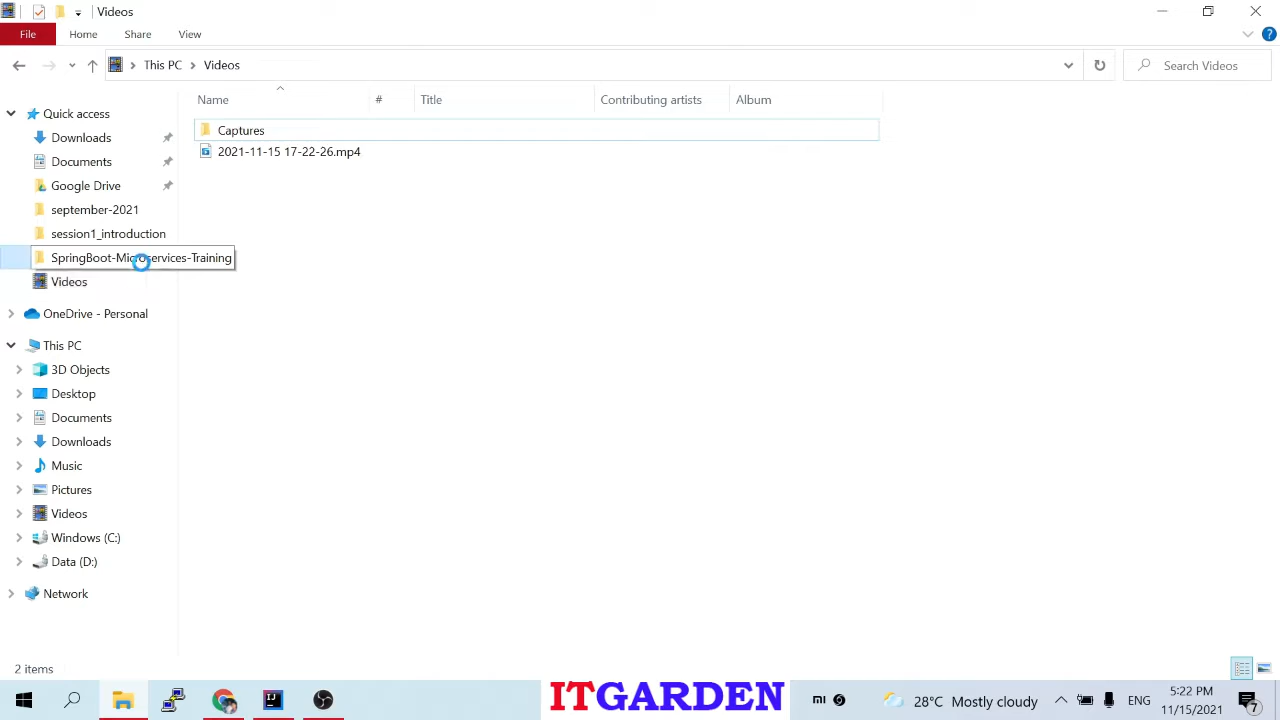 Videos
File
Home
Share
View
This PC
Videos
Search Videos
Name
#
Title
Contributing artists
Album
Quick access
Downloads
Documents
Google Drive
september-2021
session1_introduction
SpringBoot-Microservices-Training
Videos
OneDrive - Personal
This PC
3D Objects
Desktop
Documents
Downloads
Music
Pictures
Videos
Windows (C:)
Data (D:)
Network
Captures
2021-11-15 17-22-26.mp4
2 items
ITGARDEN
mi
28°C Mostly cloudy
ENG
5:22 PM
11/15/2021
7